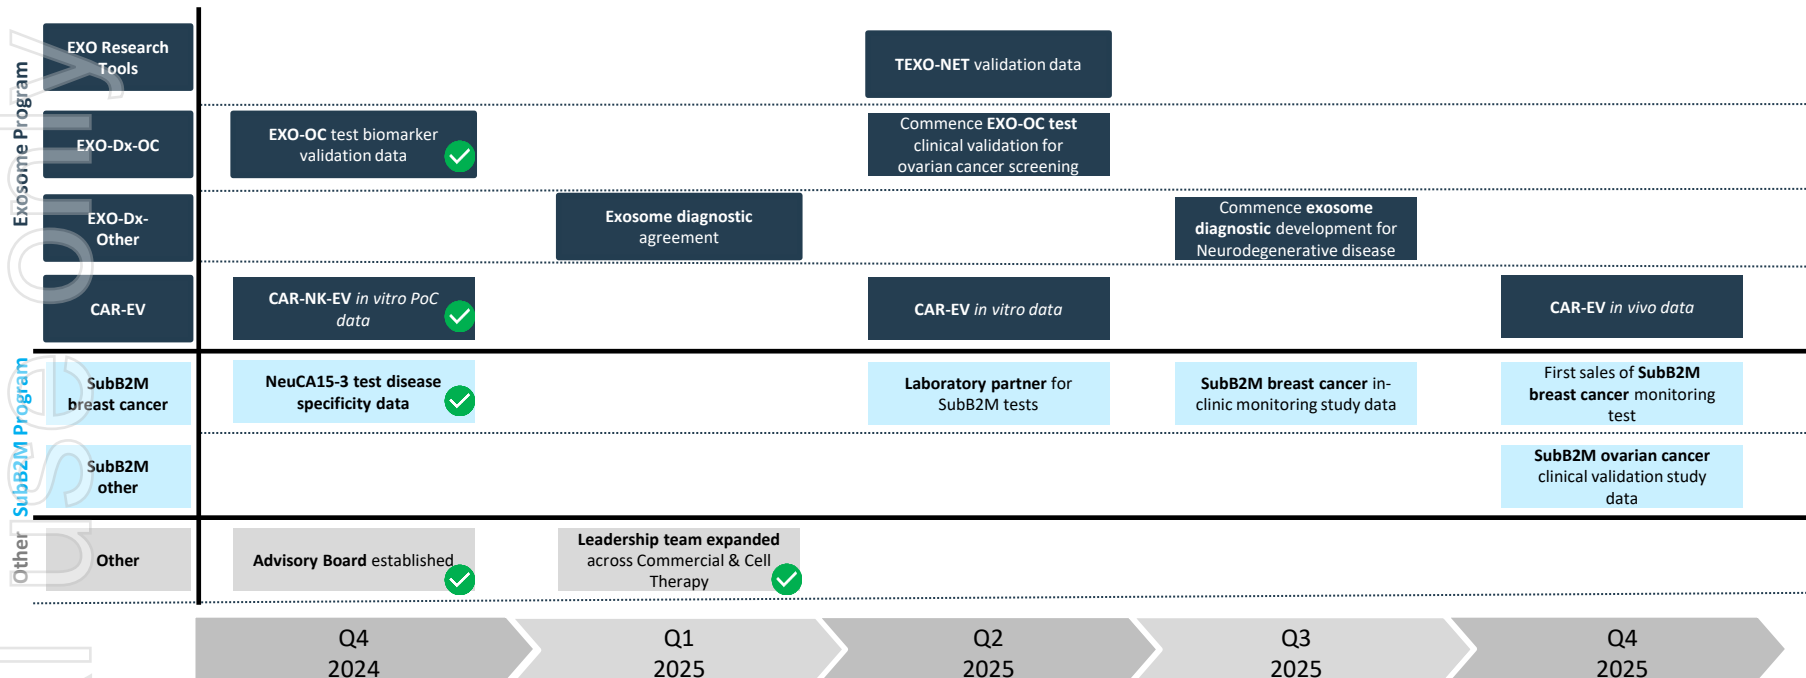 Exosome Program
EXO Research
Tools
TEXO-NET validation data
EXO-Dx-OC
EXO-OC test biomarker
validation data
Commence EXO-OC test
clinical validation for
ovarian cancer screening
EXO-Dx-
Other
Exosome diagnostic
agreement
Commence exosome
diagnostic development for
Neurodegenerative disease
CAR-EV
CAR-NK-EV in vitro PoC
data
CAR-EV in vitro data
CAR-EV in vivo data
SubB2M Program
SubB2M
breast cancer
NeuCA15-3 test disease
specificity data
Laboratory partner for
SubB2M tests
SubB2M breast cancer in-
clinic monitoring study data
First sales of SubB2M
breast cancer monitoring
test
SubB2M
other
SubB2M ovarian cancer
clinical validation study
data
Other
Other
Advisory Board established
Leadership team expanded
across Commercial & Cell
Therapy
Q4
2024
Q1
2025
Q2
2025
Q3
2025
Q4
2025
use only